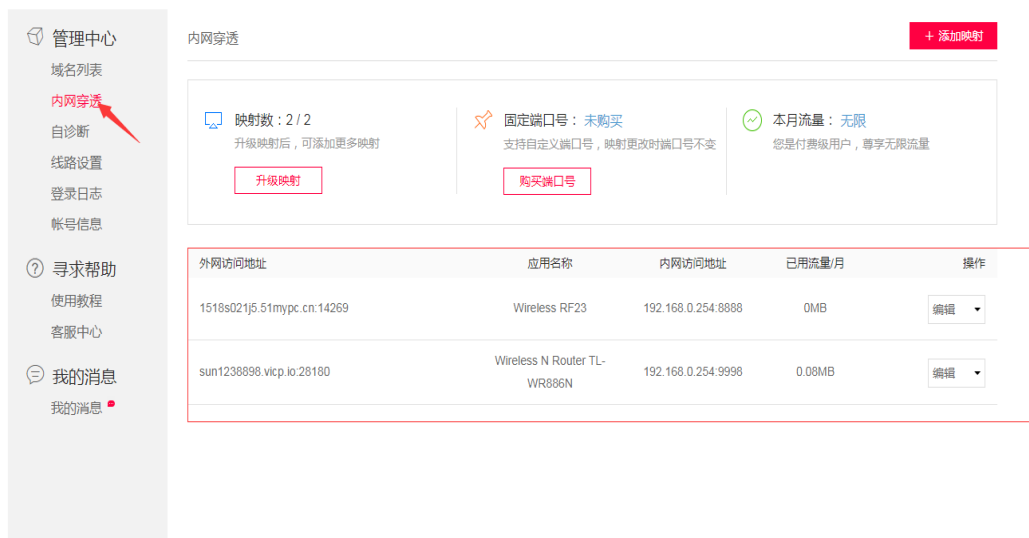 管理中心
域名列表
内网穿透
自诊断
线路设置
登录日志
帐号信息
寻求帮助
使用教程
客服中心
我的消息
我的消息
内网穿透
+ 添加映射
映射数：2 / 2
升级映射后，可添加更多映射
升级映射
固定端口号： 未购买
支持自定义端口号，映射更改时端口号不变
购买端口号
本月流量： 无限
您是付费级用户，尊享无限流量
外网访问地址 应用名称 内网访问地址 已用流量/月 操作
1518s021j5.51mypc.cn:14269 Wireless RF23 192.168.0.254:8888 0MB 编辑
sun1238898.vicp.io:28180 Wireless N Router TL-
WR886N 192.168.0.254:9998 0.08MB 编辑